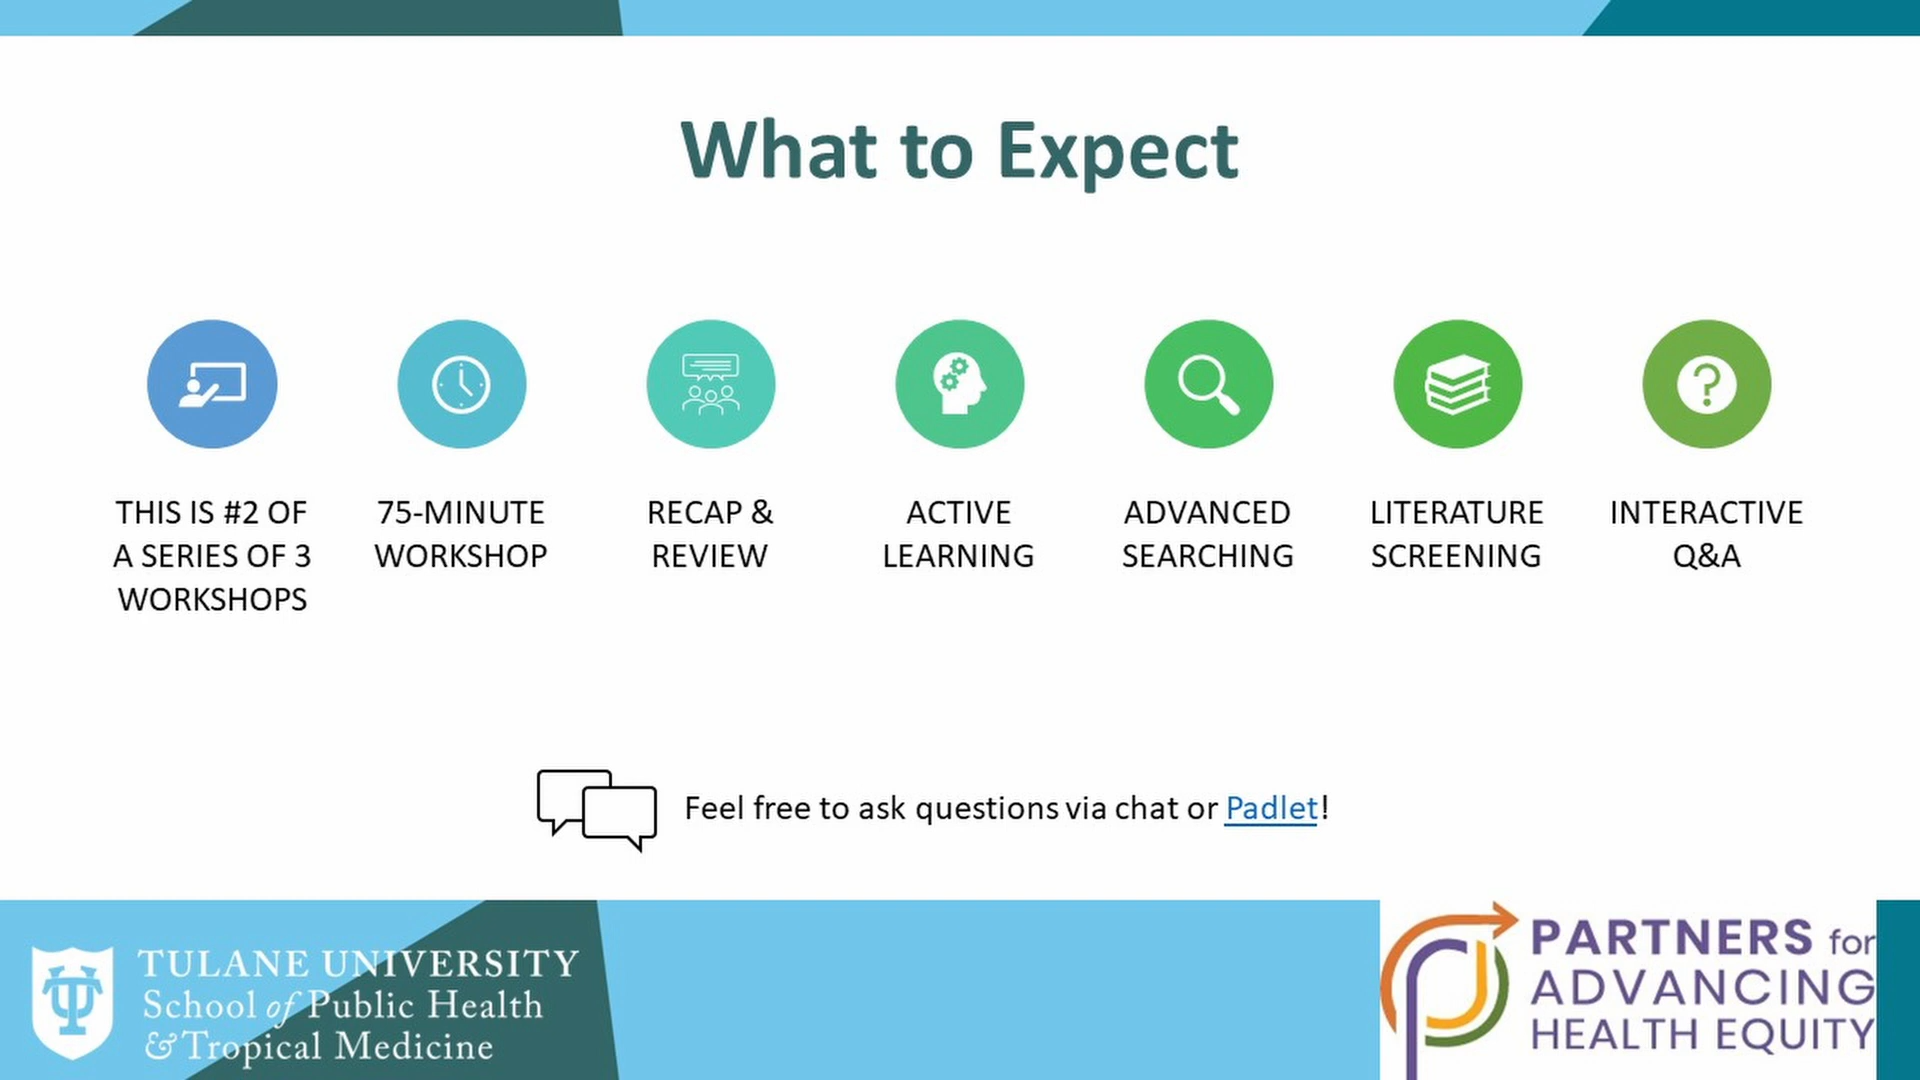 What to Expect
THIS IS #2 OF
A SERIES OF 3
WORKSHOPS
75-MINUTE
WORKSHOP
RECAP &
REVIEW
ACTIVE
LEARNING
ADVANCED
SEARCHING
LITERATURE
SCREENING
INTERACTIVE
Q&A
Feel free to ask questions via chat or Padlet!
TULANE UNIVERSITY
School of Public Health
& Tropical Medicine
PARTNERS for
ADVANCING
HEALTH EQUITY